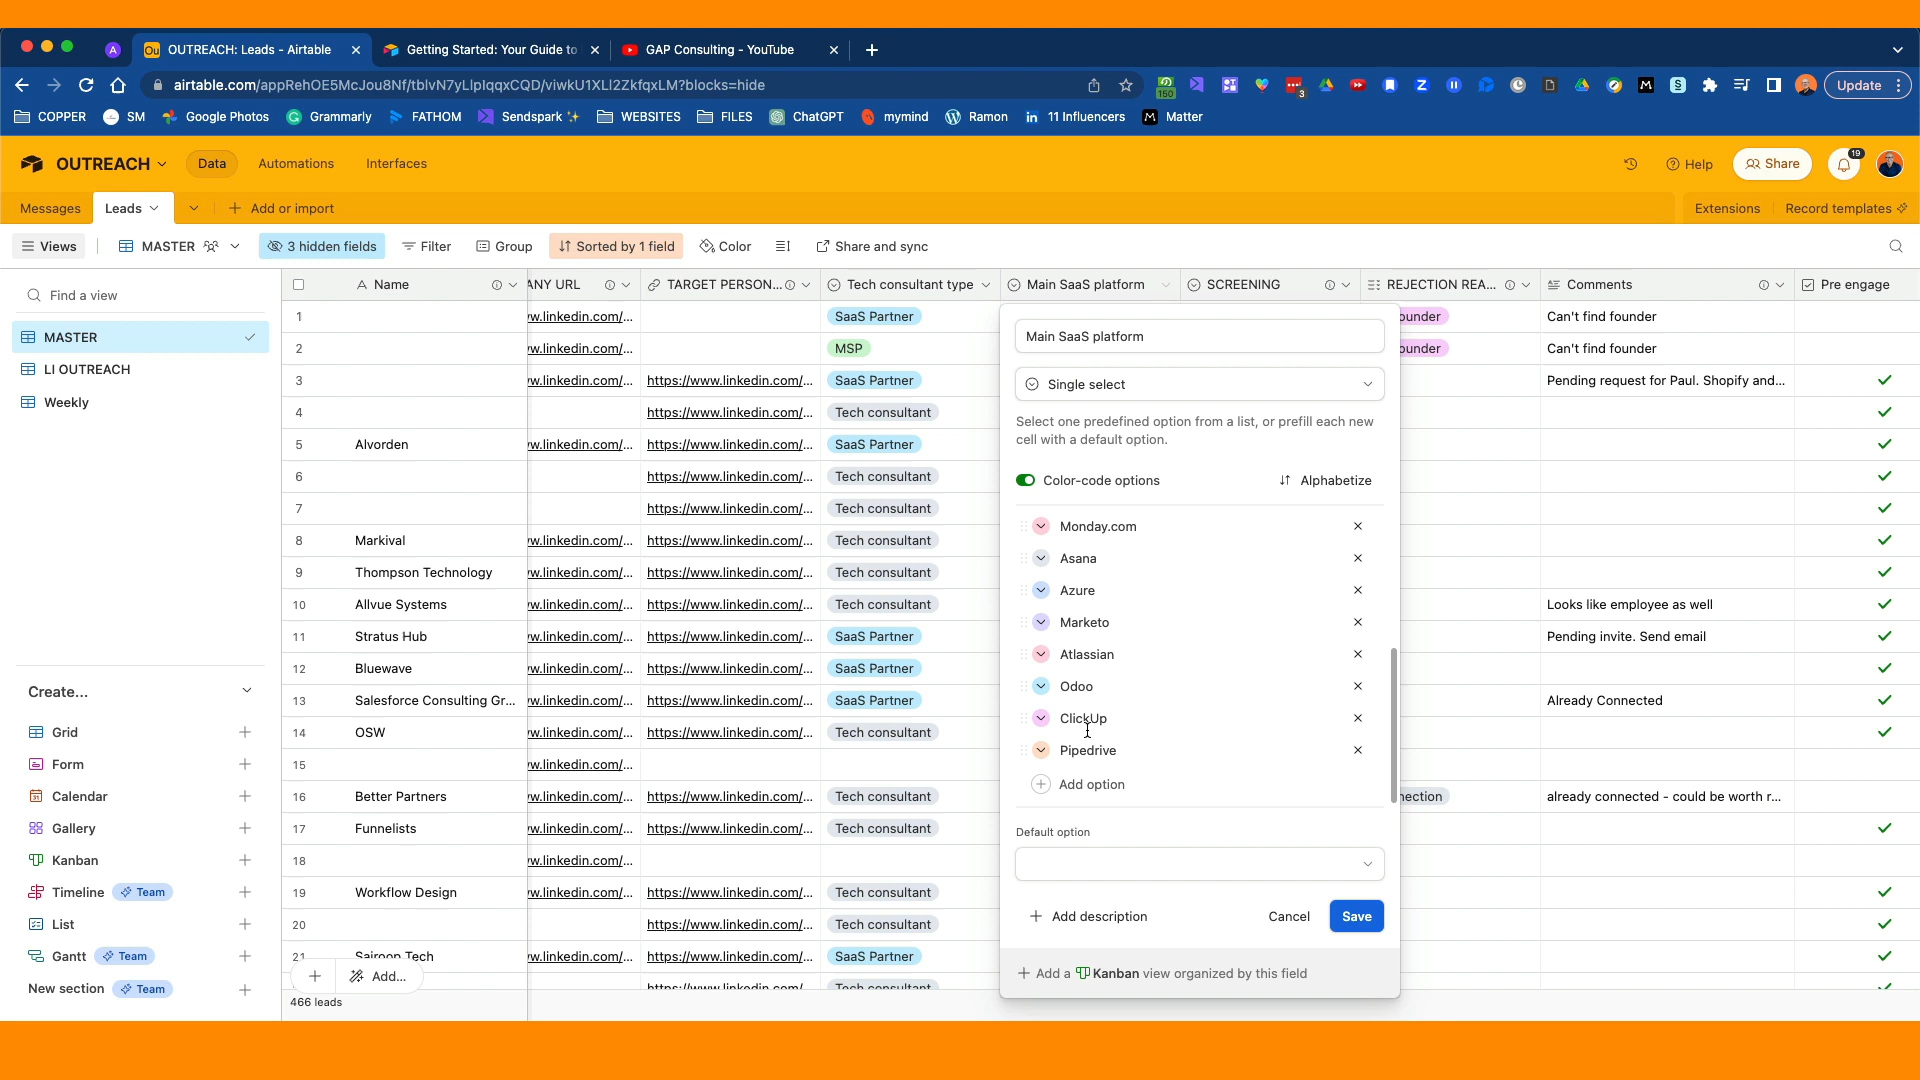 OUTREACH: Leads - Airtable
Getting Started: Your Guide to
GAP Consulting - YouTube
airtable.com/appRehOE5McJou8Nf/tblvN7yLlpIqqxCQD/viwkU1XLl2ZkfqxLM?blocks=hide
150
3
Update
COPPER
SM
Google Photos
Grammarly
FATHOM
Sendspark
WEBSITES
FILES
ChatGPT
mymind
Ramon
11 Influencers
Matter
OUTREACH
Data
Automations
Interfaces
Help
Share
19
Messages
Leads
Add or import
Extensions
Record templates
Views
MASTER
3 hidden fields
Filter
Group
Sorted by 1 field
Color
Share and sync
Find a view
MASTER
LI OUTREACH
Weekly
Create...
Grid
Form
Calendar
Gallery
Kanban
Timeline Team
List
Gantt Team
New section Team
Name ANY URL TARGET PERSON... Tech consultant type Main SaaS platform SCREENING REJECTION REA... Comments Pre engage
1 w.linkedin.com/... SaaS Partner ounder Can't find founder
2 w.linkedin.com/... MSP ounder Can't find founder
3 w.linkedin.com/... https://www.linkedin.com/... SaaS Partner Pending request for Paul. Shopify and...
4 https://www.linkedin.com/... Tech consultant
5 Alvorden w.linkedin.com/... https://www.linkedin.com/... SaaS Partner
6 https://www.linkedin.com/... Tech consultant
7 https://www.linkedin.com/... Tech consultant
8 Markival w.linkedin.com/... https://www.linkedin.com/... Tech consultant
9 Thompson Technology w.linkedin.com/... https://www.linkedin.com/... Tech consultant
10 Allvue Systems w.linkedin.com/... https://www.linkedin.com/... Tech consultant Looks like employee as well
11 Stratus Hub w.linkedin.com/... https://www.linkedin.com/... SaaS Partner Pending invite. Send email
12 Bluewave w.linkedin.com/... https://www.linkedin.com/... SaaS Partner
13 Salesforce Consulting Gr... w.linkedin.com/... https://www.linkedin.com/... SaaS Partner Already Connected
14 OSW w.linkedin.com/... https://www.linkedin.com/... Tech consultant
15 w.linkedin.com/...
16 Better Partners w.linkedin.com/... https://www.linkedin.com/... Tech consultant nection already connected - could be worth r...
17 Funnelists w.linkedin.com/... https://www.linkedin.com/... Tech consultant
18 w.linkedin.com/...
19 Workflow Design w.linkedin.com/... https://www.linkedin.com/... Tech consultant
20 https://www.linkedin.com/... Tech consultant
21 Sairoon Tech w.linkedin.com/... https://www.linkedin.com/... SaaS Partner
https://www.linkedin.com/... Tech consultant
Add...
466 leads
Main SaaS platform
Single select
Select one predefined option from a list, or prefill each new
cell with a default option.
Color-code options
Alphabetize
Monday.com
Asana
Azure
Marketo
Atlassian
Odoo
ClickUp
Pipedrive
Add option
Default option
Add description
Cancel
Save
Add a Kanban view organized by this field